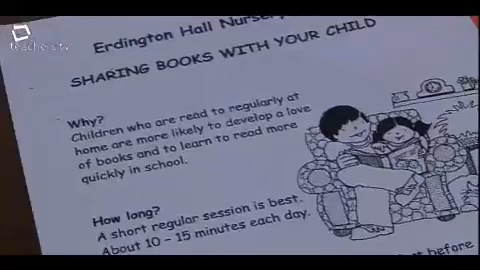 teachers tv
Erdington Hall Nursery
SHARING BOOKS WITH YOUR CHILD
Why?
Children who are read to regularly at
home are more likely to develop a love
of books and to learn to read more
quickly in school.
How long?
A short regular session is best.
About 10 - 15 minutes each day.
before